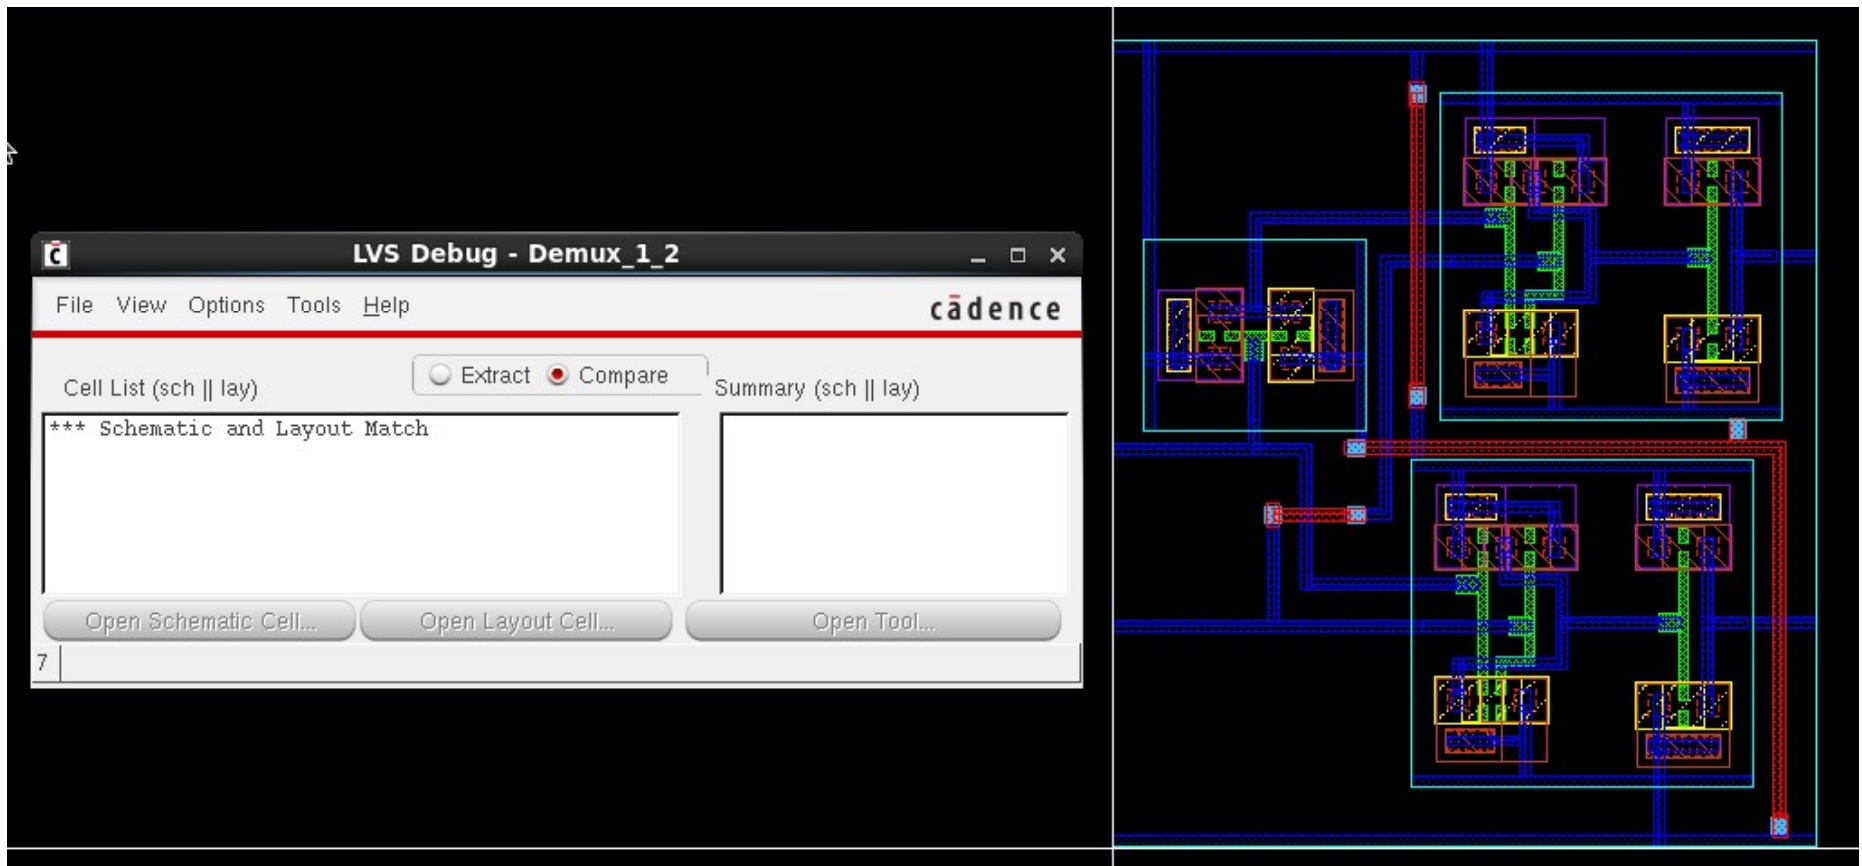 LVS Debug - Demux_1_2
File View Options Tools Help
cādence
Extract Compare
Cell List (sch || lay) Summary (sch || lay)
*** Schematic and Layout Match
Open Schematic Cell... Open Layout Cell... Open Tool...
7